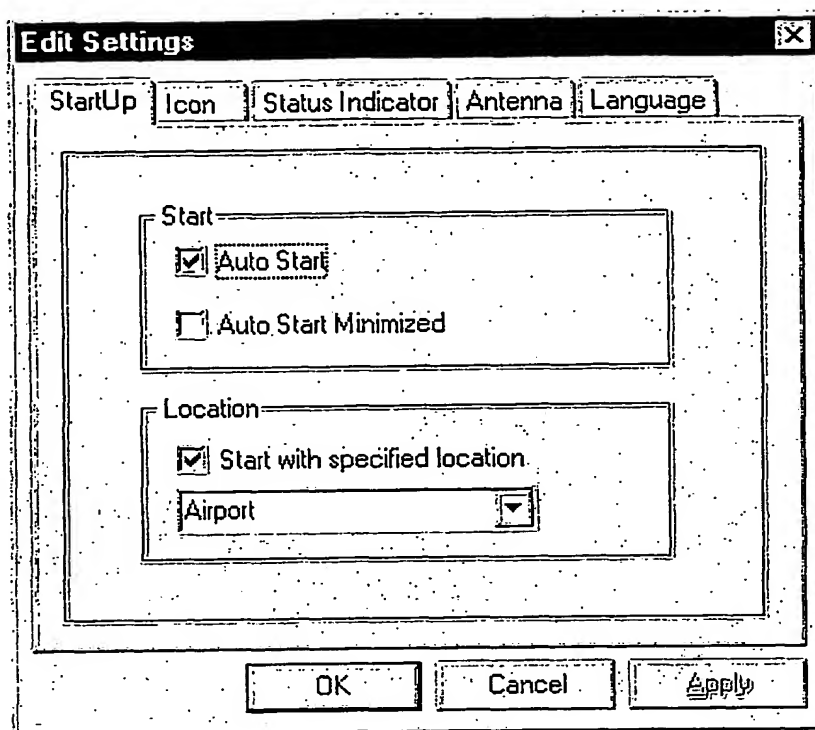 Edit Settings
StartUp Icon Status Indicator Antenna Language
Start
Auto Start
Auto Start Minimized
Location
Start with specified location
Airport
OK Cancel Apply